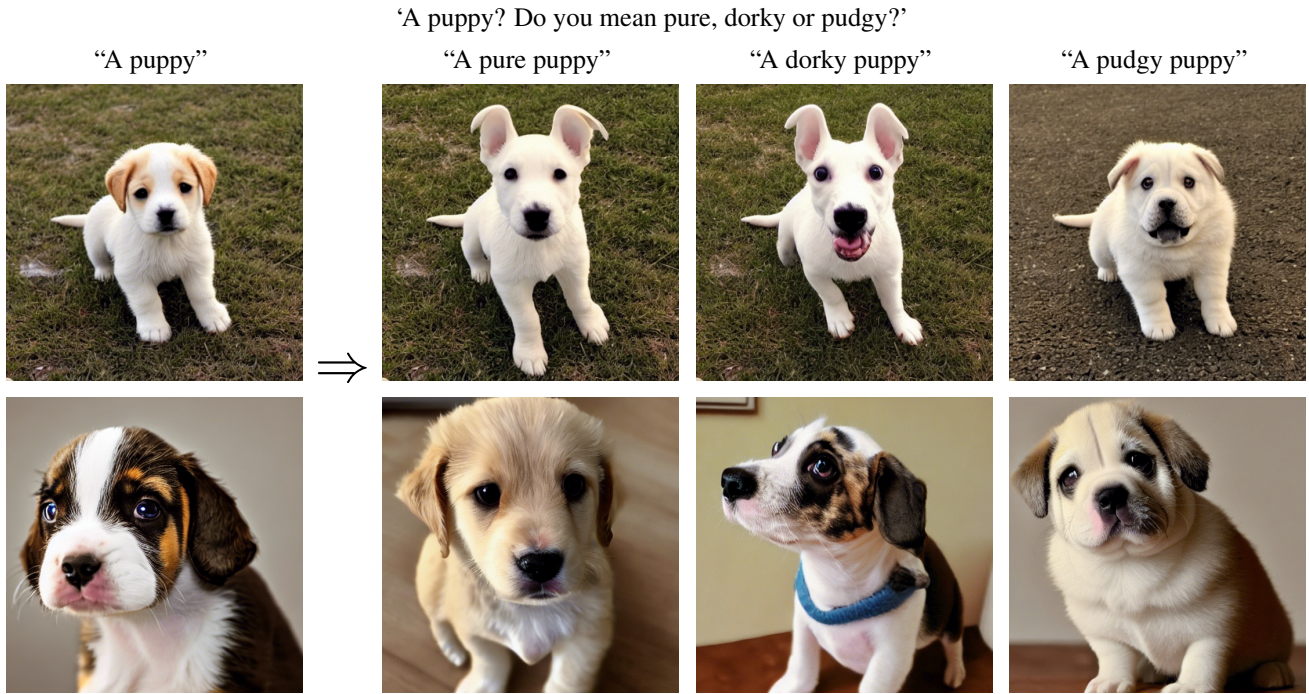 ‘A puppy? Do you mean pure, dorky or pudgy?’
“A puppy”
“A pure puppy”
“A dorky puppy”
“A pudgy puppy”